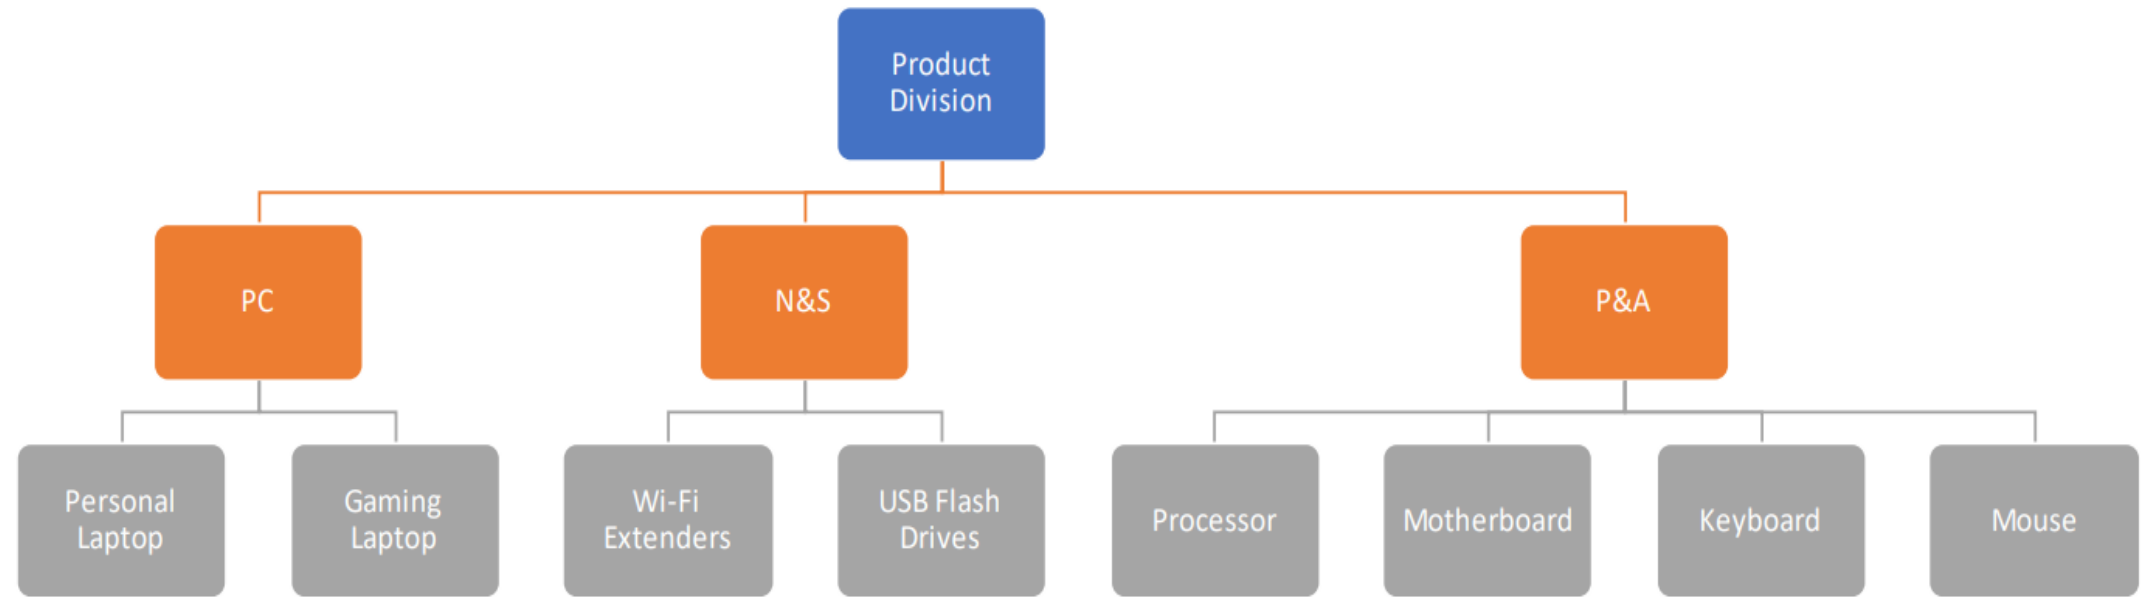 Product
Division
PC
N&S
P&A
Personal
Laptop
Gaming
Laptop
Wi-Fi
Extenders
USB Flash
Drives
Processor
Motherboard
Keyboard
Mouse